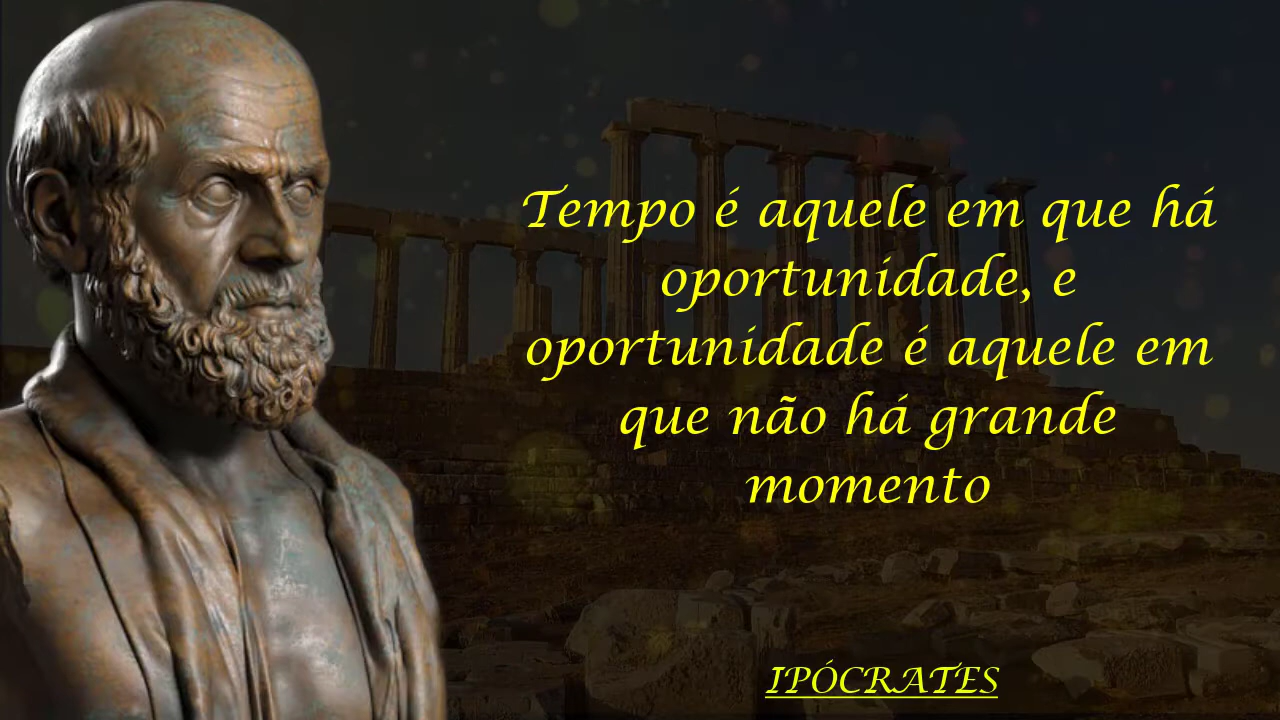 Tempo é aquele em que há
oportunidade, e
oportunidade é aquele em
que não há grande
momento
IPÓCRATES